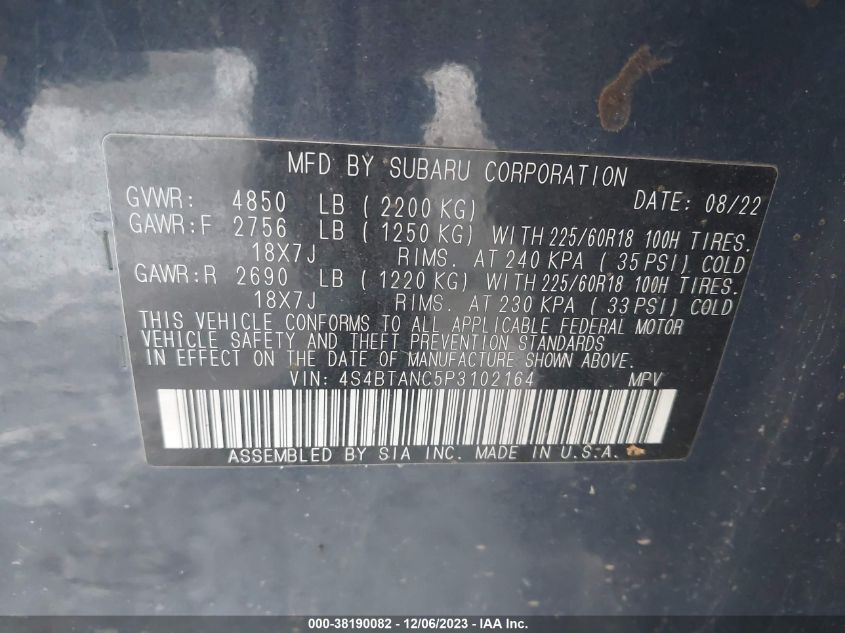 MFD BY SUBARU CORPORATION
GVWR: 4850 LB ( 2200 KG) DATE: 08/22
GAWR:F 2756 LB ( 1250 KG) WITH 225/60R18 100H TIRES.
18X7J RIMS. AT 240 KPA ( 35 PSI) COLD
GAWR:R 2690 LB ( 1220 KG) WITH 225/60R18 100H TIRES.
18X7J RIMS. AT 230 KPA ( 33 PSI) COLD
THIS VEHICLE CONFORMS TO ALL APPLICABLE FEDERAL MOTOR
VEHICLE SAFETY AND THEFT PREVENTION STANDARDS
IN EFFECT ON THE DATE OF MANUFACTURE SHOWN ABOVE.
VIN: 4S4BTANC5P3102164 MPV
ASSEMBLED BY SIA INC. MADE IN U.S.A.
000-38190082 - 12/06/2023 - IAA Inc.